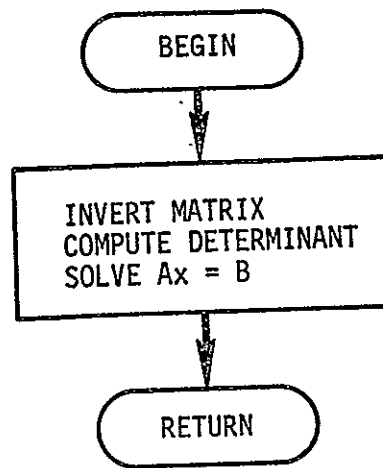 BEGIN
INVERT MATRIX
COMPUTE DETERMINANT
SOLVE Ax = B
RETURN